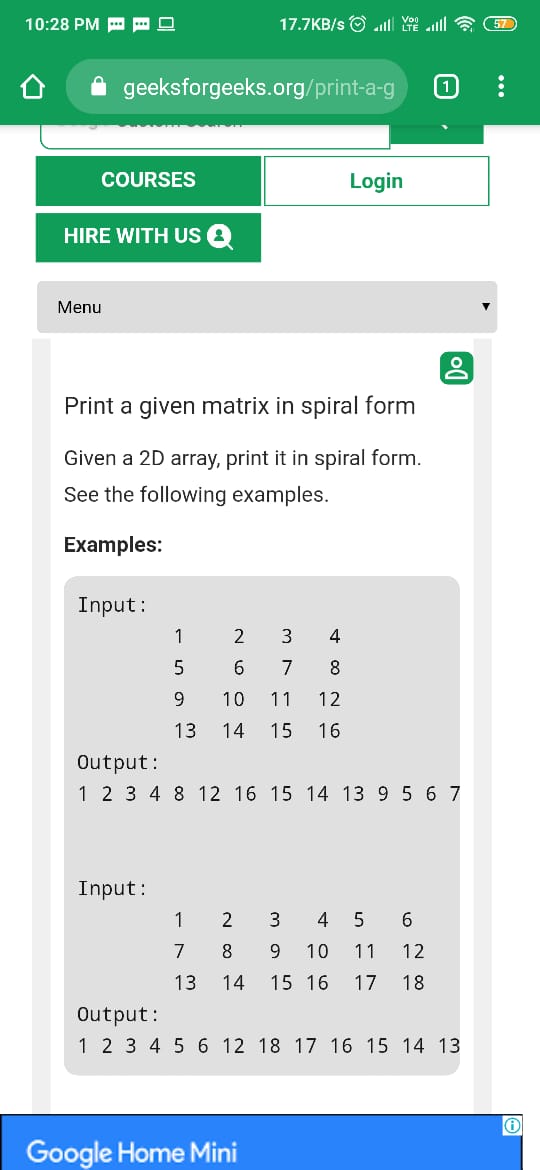 10:28 PM 17.7KB/s Vo LTE 57
geeksforgeeks.org/print-a-g 1
COURSES Login
HIRE WITH US
Menu
Print a given matrix in spiral form
Given a 2D array, print it in spiral form.
See the following examples.
Examples:
Input:
1 2 3 4
5 6 7 8
9 10 11 12
13 14 15 16
Output:
1 2 3 4 8 12 16 15 14 13 9 5 6 7
Input:
1 2 3 4 5 6
7 8 9 10 11 12
13 14 15 16 17 18
Output:
1 2 3 4 5 6 12 18 17 16 15 14 13
Google Home Mini